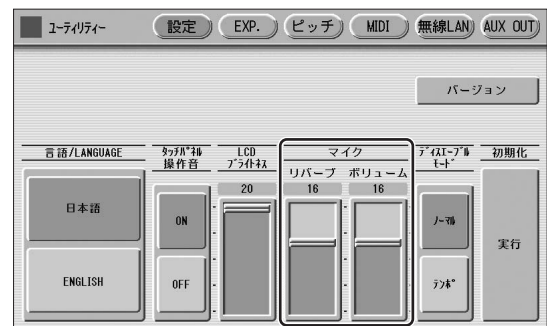 ユーティリティー 設定 EXP. ピッチ MIDI 無線LAN AUX OUT
バージョン
言語/LANGUAGE
タッチパネル
操作音
LCD
ブライトネス
マイク
リバーブ ボリューム
ディスエーブル
モード
初期化
20 16 16
日本語
ENGLISH
ON
OFF
ノーマル
テンポ
実行